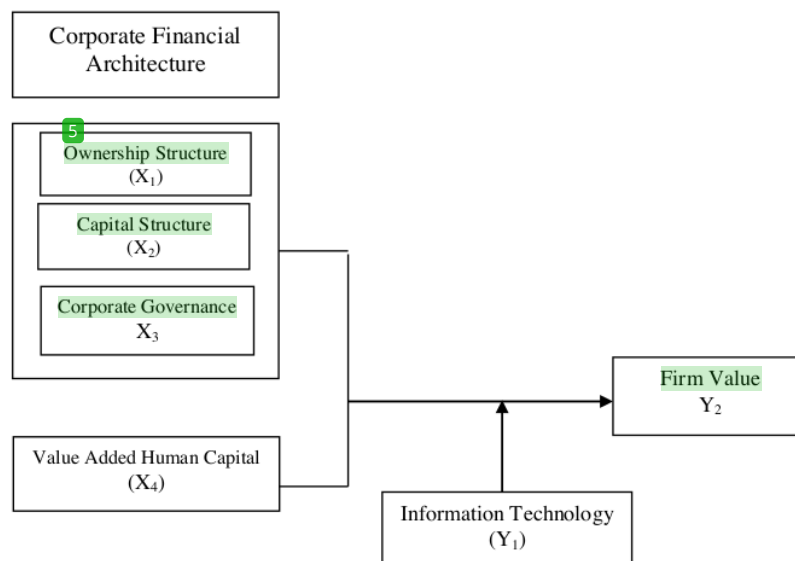 Corporate Financial
Architecture
5
Ownership Structure
(X₁)
Capital Structure
(X₂)
Corporate Governance
X₃
Firm Value
Y₂
Value Added Human Capital
(X₄)
Information Technology
(Y₁)